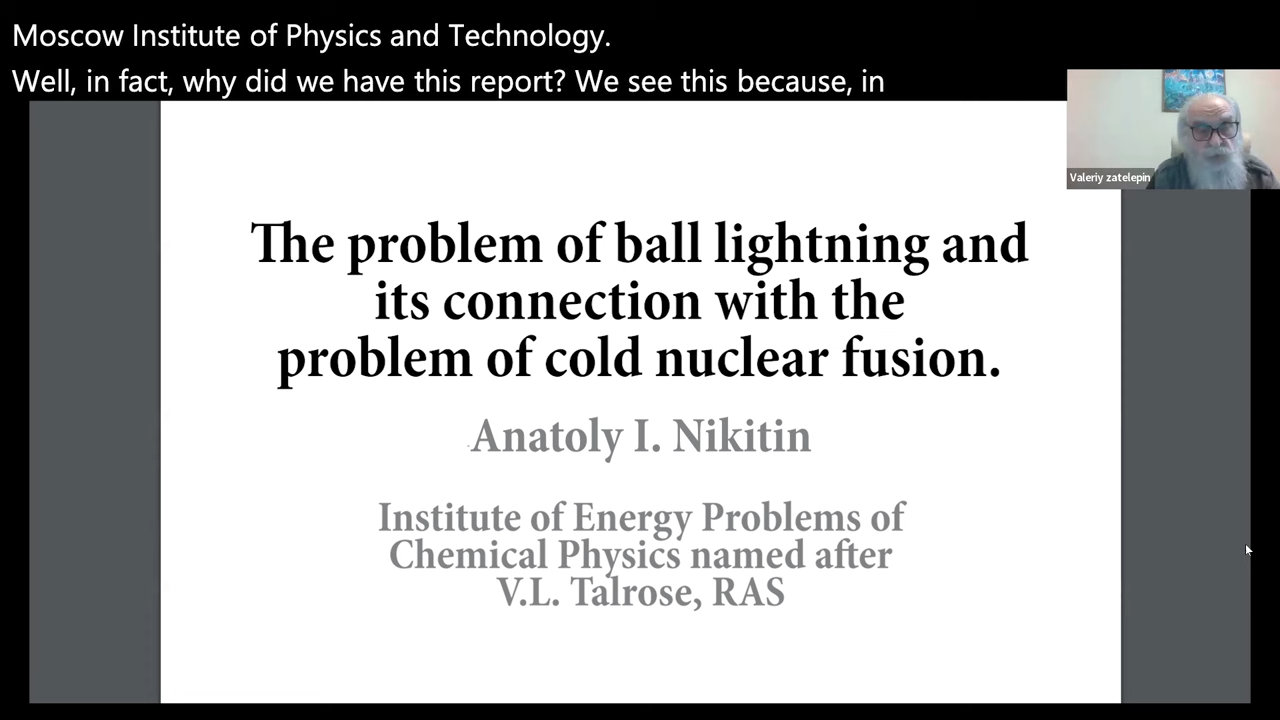 Moscow Institute of Physics and Technology.
Well, in fact, why did we have this report? We see this because, in
Valeriy zatelepin
The problem of ball lightning and
its connection with the
problem of cold nuclear fusion.
Anatoly I. Nikitin
Institute of Energy Problems of
Chemical Physics named after
V.L. Talrose, RAS